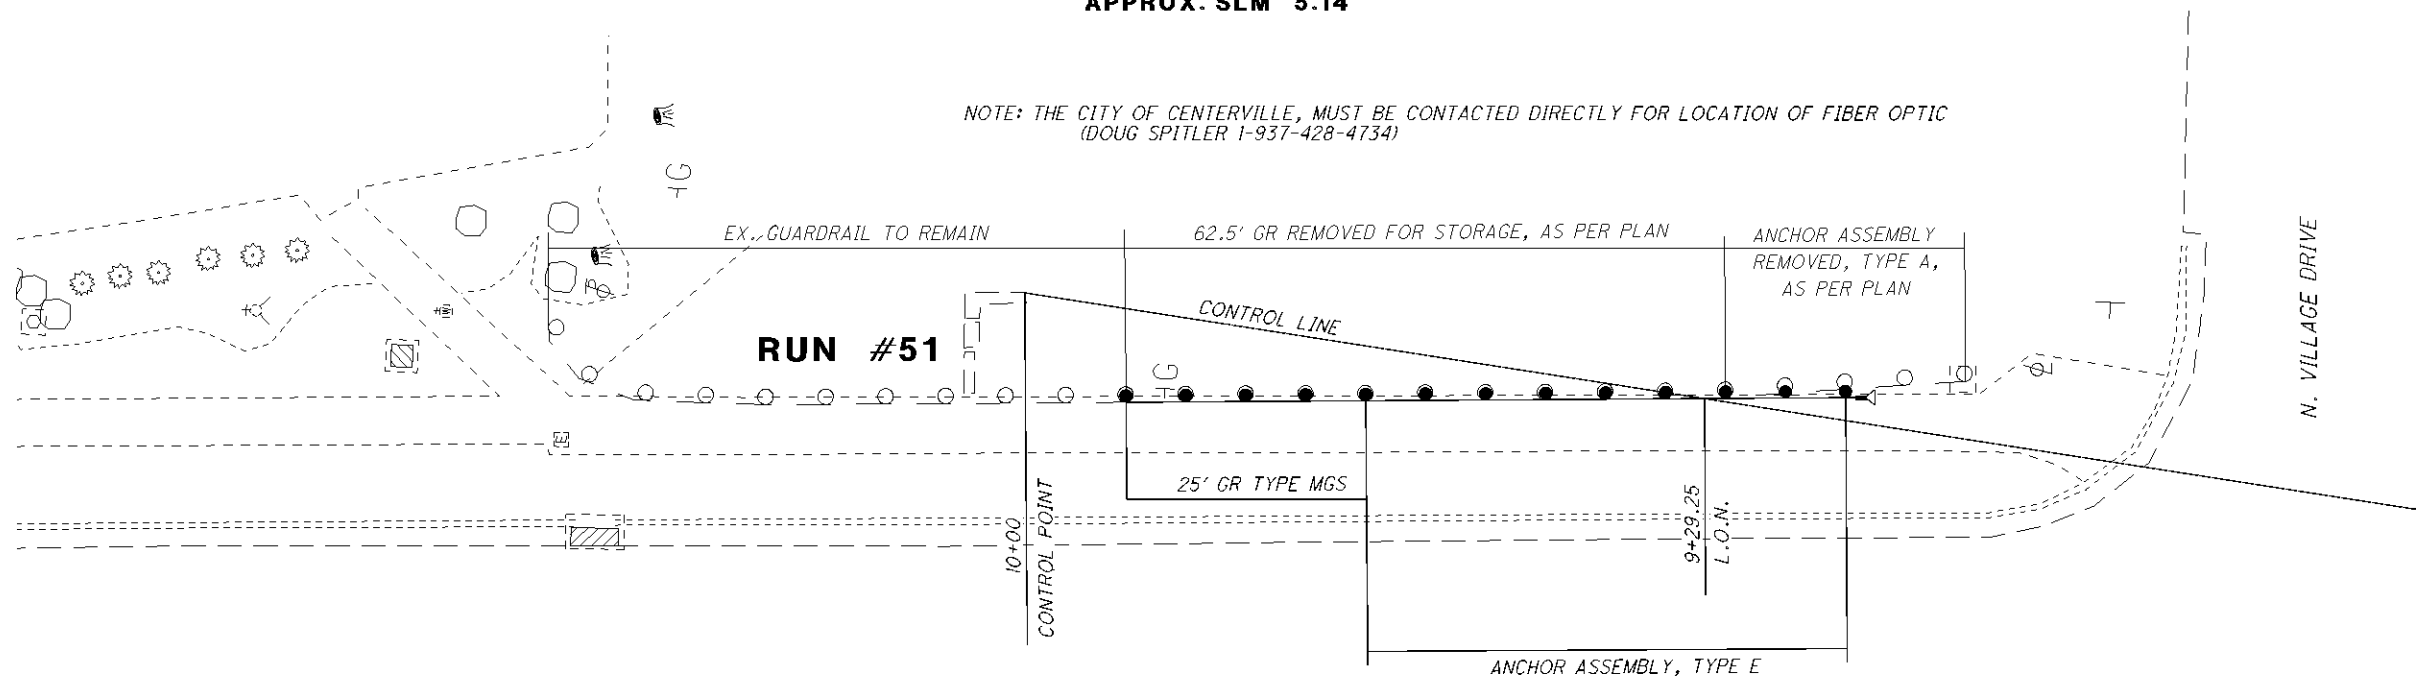 APPROX. SLM 5.14
NOTE: THE CITY OF CENTERVILLE, MUST BE CONTACTED DIRECTLY FOR LOCATION OF FIBER OPTIC
(DOUG SPITLER 1-937-428-4734)
G
EX. GUARDRAIL TO REMAIN
62.5' GR REMOVED FOR STORAGE, AS PER PLAN
ANCHOR ASSEMBLY
REMOVED, TYPE A,
AS PER PLAN
CONTROL LINE
RUN #51
G
N. VILLAGE DRIVE
E
25' GR TYPE MGS
10+00
CONTROL POINT
9+29.25
L.O.N.
ANCHOR ASSEMBLY, TYPE E